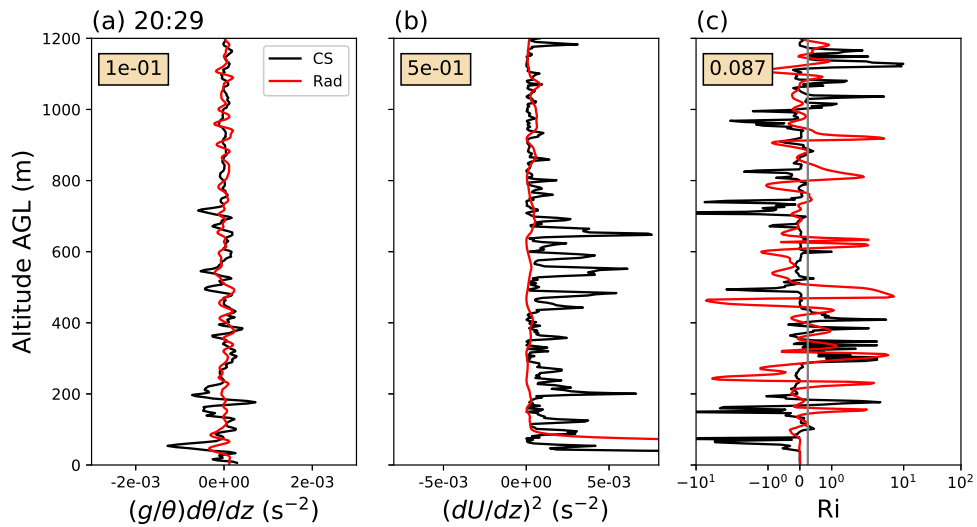 (a) 20:29
(b)
(c)
1e-01
CS
Rad
5e-01
0.087
1200
1000
800
600
400
200
0
Altitude AGL (m)
-2e-03 0e+00 2e-03
(g/θ)dθ/dz (s⁻²)
-5e-03 0e+00 5e-03
(dU/dz)² (s⁻²)
-10¹ -10⁰ 0 10⁰ 10¹ 10²
Ri